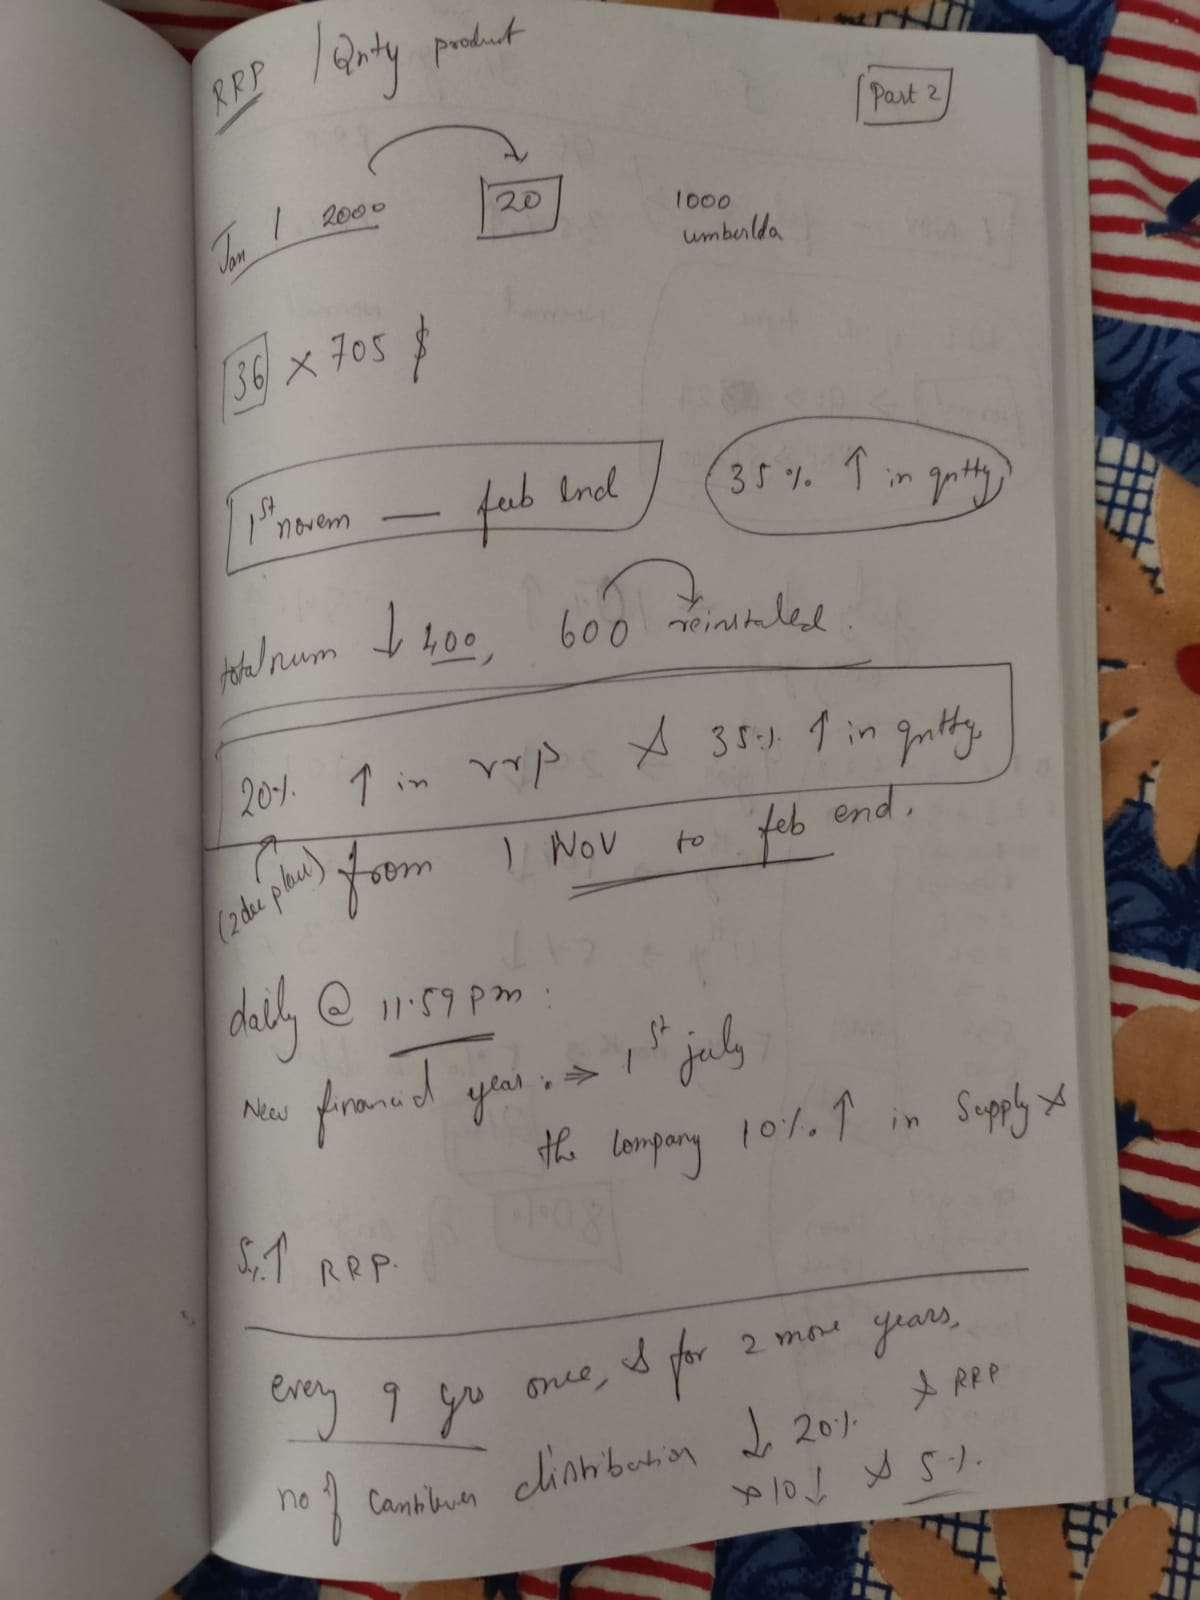 RRP / Qnty product
Part 2
Jan 1 2000 20 1000
umberlda
36 x 705 $
1st novem — feb end 35% ↑ in qntty
total num ↓ 400, 600 reinstaled.
20% ↑ in rrp & 35% ↑ in qntty
(2 dec place) from 1 NOV to feb end.
daily @ 11.59 pm :
New financial year : ⇒ 1st july
the company 10% ↑ in Supply &
5% ↑ RRP.
every 9 yrs once, & for 2 more years,
no of Cantilever distribution ↓ 20% & RRP
&10 ↓ & 5%.